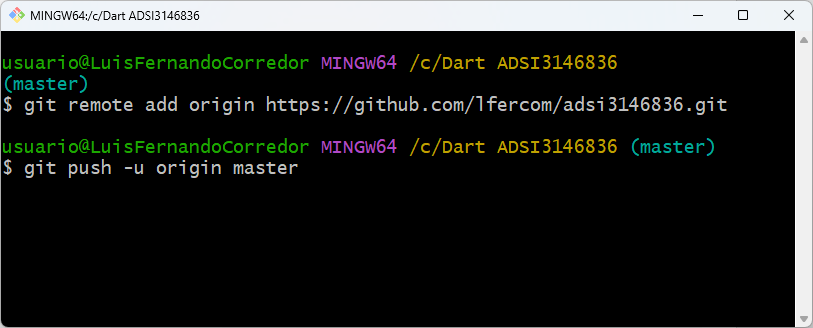 MINGW64:/c/Dart ADSI3146836
usuario@LuisFernandoCorredor MINGW64 /c/Dart ADSI3146836
(master)
$ git remote add origin https://github.com/lfercom/adsi3146836.git
usuario@LuisFernandoCorredor MINGW64 /c/Dart ADSI3146836 (master)
$ git push -u origin master